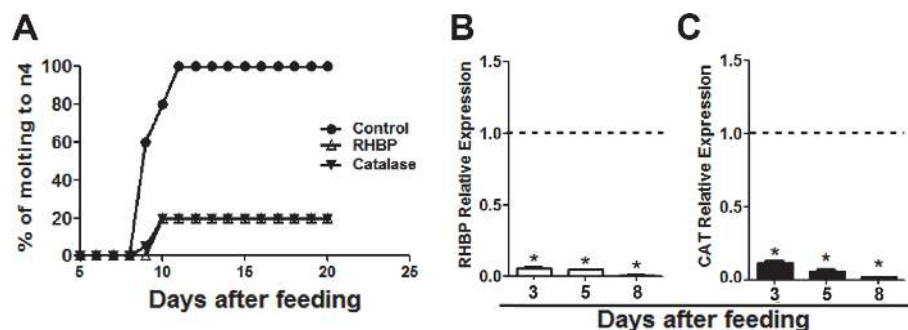 A
B
C
% of molting to n4
100
80
60
40
20
0
5
10
15
20
25
Days after feeding
Control
RHBP
Catalase
RHBP Relative Expression
1.5
1.0
0.5
0.0
*
*
*
3
5
8
CAT Relative Expression
1.5
1.0
0.5
0.0
*
*
*
3
5
8
Days after feeding